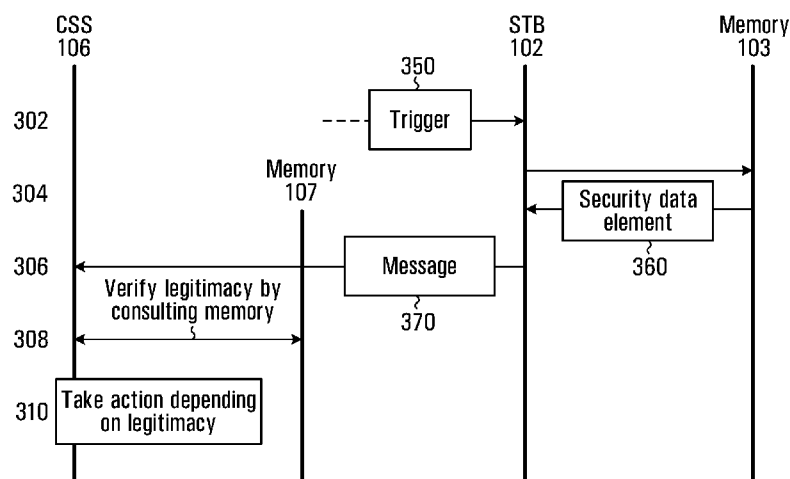 CSS
106
STB
102
Memory
103
350
302
Trigger
Memory
107
304
Security data
element
360
306
Message
370
Verify legitimacy by
consulting memory
308
310
Take action depending
on legitimacy